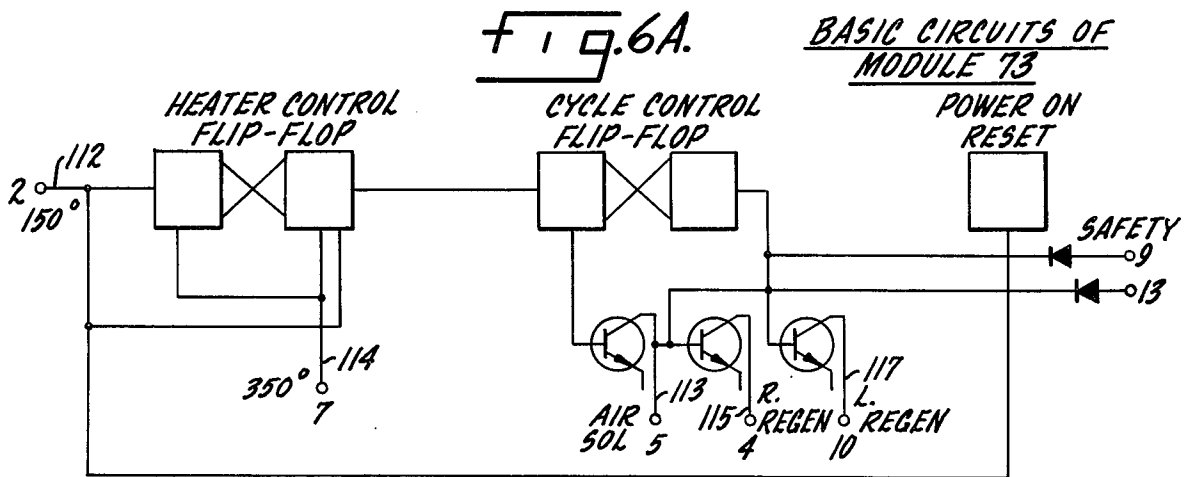 Fig.6A.
BASIC CIRCUITS OF
MODULE 73
HEATER CONTROL
FLIP-FLOP
CYCLE CONTROL
FLIP-FLOP
POWER ON
RESET
112
2
150°
SAFETY
9
13
114
350°
7
113
AIR
SOL
5
115
R.
REGEN
4
117
L.
REGEN
10